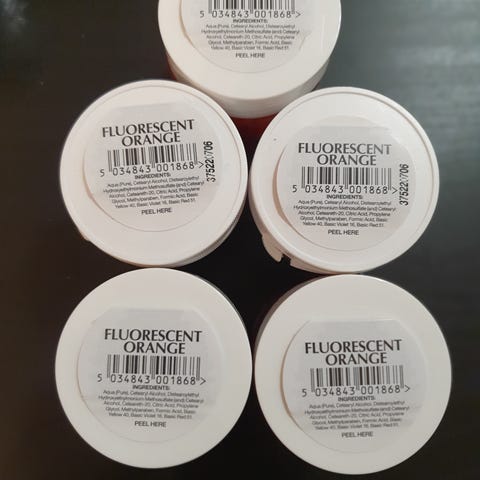 5 034843 001868 >
INGREDIENTS:
Aqua (Pure), Cetearyl Alcohol, Distearoylethyl
Hydroxyethylmonium Methosulfate (and) Cetearyl
Alcohol, Ceteareth-20, Citric Acid, Propylene
Glycol, Methylparaben, Formic Acid, Basic
Yellow 40, Basic Violet 16, Basic Red 51.
PEEL HERE
FLUORESCENT
ORANGE
5 034843 001868 >
INGREDIENTS:
Aqua (Pure), Cetearyl Alcohol, Distearoylethyl
Hydroxyethylmonium Methosulfate (and) Cetearyl
Alcohol, Ceteareth-20, Citric Acid, Propylene
Glycol, Methylparaben, Formic Acid, Basic
Yellow 40, Basic Violet 16, Basic Red 51.
PEEL HERE
375220706
FLUORESCENT
ORANGE
5 034843 001868 >
INGREDIENTS:
Aqua (Pure), Cetearyl Alcohol, Distearoylethyl
Hydroxyethylmonium Methosulfate (and) Cetearyl
Alcohol, Ceteareth-20, Citric Acid, Propylene
Glycol, Methylparaben, Formic Acid, Basic
Yellow 40, Basic Violet 16, Basic Red 51.
PEEL HERE
375220706
FLUORESCENT
ORANGE
5 034843 001868 >
INGREDIENTS:
Aqua (Pure), Cetearyl Alcohol, Distearoylethyl
Hydroxyethylmonium Methosulfate (and) Cetearyl
Alcohol, Ceteareth-20, Citric Acid, Propylene
Glycol, Methylparaben, Formic Acid, Basic
Yellow 40, Basic Violet 16, Basic Red 51.
PEEL HERE
FLUORESCENT
ORANGE
5 034843 001868 >
INGREDIENTS:
Aqua (Pure), Cetearyl Alcohol, Distearoylethyl
Hydroxyethylmonium Methosulfate (and) Cetearyl
Alcohol, Ceteareth-20, Citric Acid, Propylene
Glycol, Methylparaben, Formic Acid, Basic
Yellow 40, Basic Violet 16, Basic Red 51.
PEEL HERE